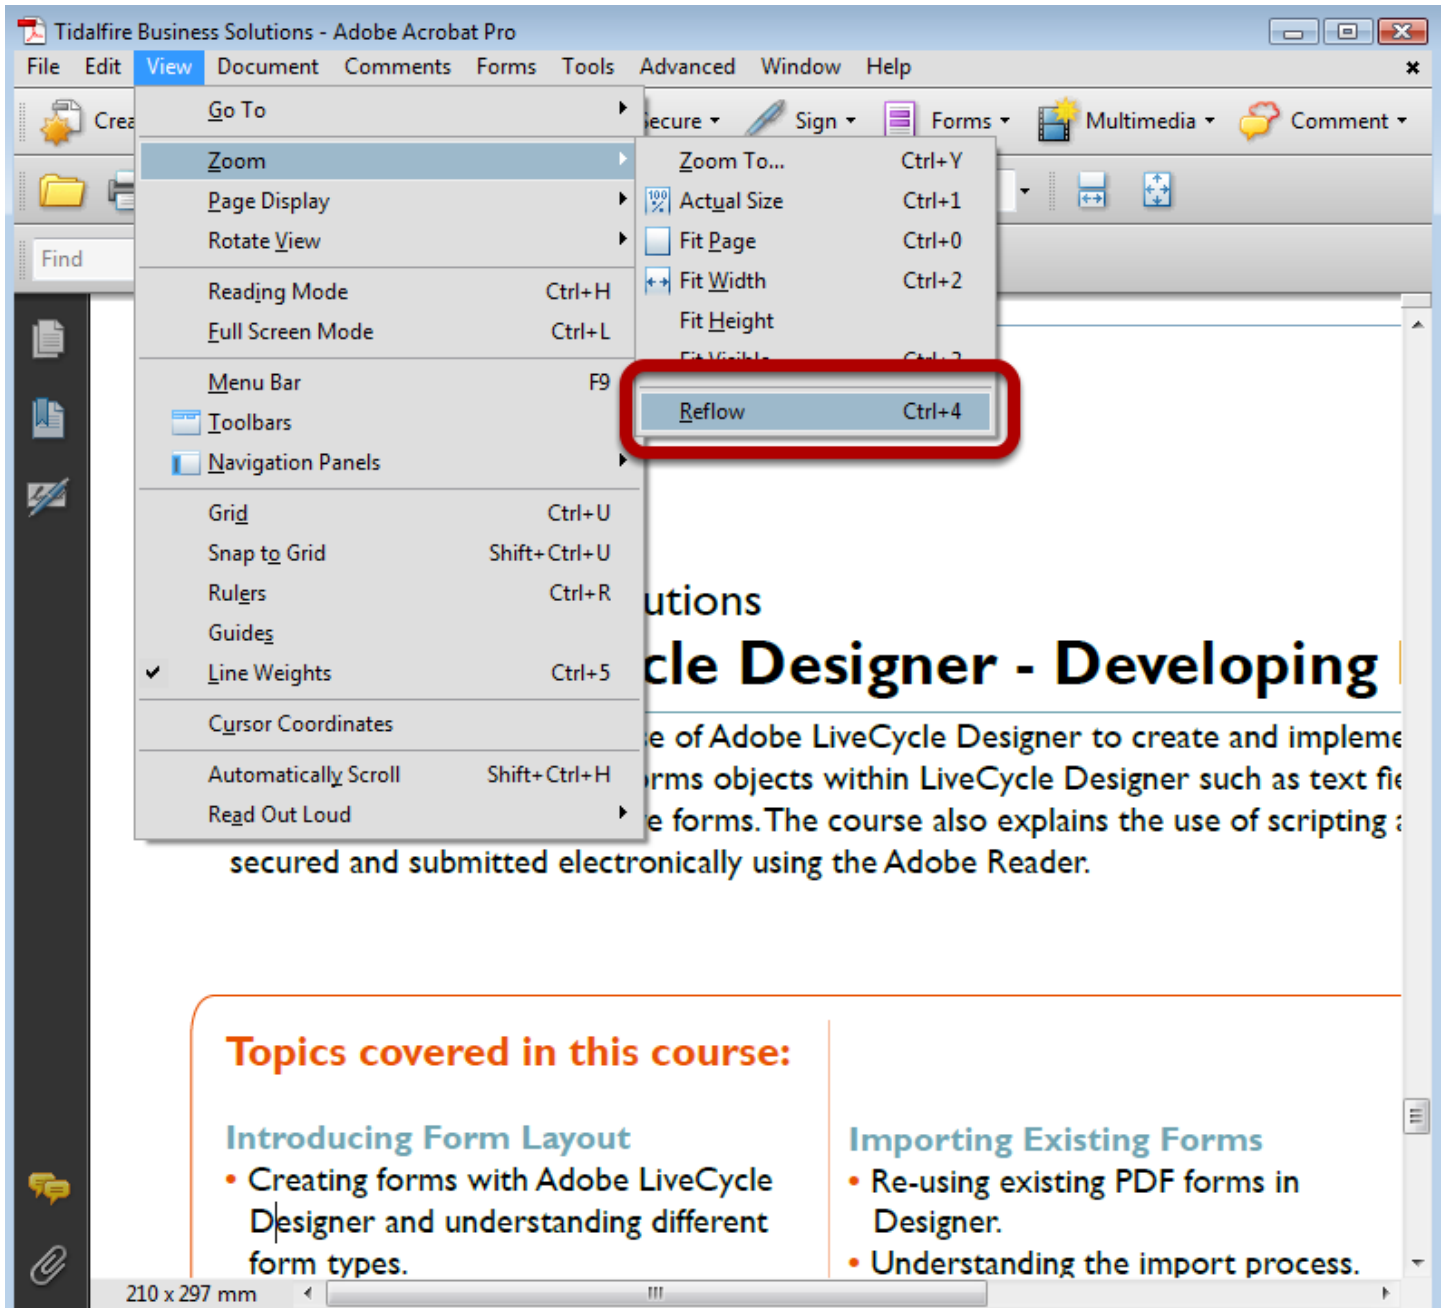 Tidalfire Business Solutions - Adobe Acrobat Pro
File Edit View Document Comments Forms Tools Advanced Window Help
Sign Forms Multimedia Comment
Find
Go To
Zoom
Page Display
Rotate View
Reading Mode Ctrl+H
Full Screen Mode Ctrl+L
Menu Bar F9
Toolbars
Navigation Panels
Grid Ctrl+U
Snap to Grid Shift+Ctrl+U
Rulers Ctrl+R
Guides
Line Weights Ctrl+5
Cursor Coordinates
Automatically Scroll Shift+Ctrl+H
Read Out Loud
Zoom To... Ctrl+Y
100
Actual Size Ctrl+1
Fit Page Ctrl+0
Fit Width Ctrl+2
Fit Height
Fit Visible Ctrl+3
Reflow Ctrl+4
utions
cle Designer - Developing
e of Adobe LiveCycle Designer to create and impleme
rms objects within LiveCycle Designer such as text fie
e forms. The course also explains the use of scripting
secured and submitted electronically using the Adobe Reader.
Topics covered in this course:
Introducing Form Layout
• Creating forms with Adobe LiveCycle
Designer and understanding different
form types.
Importing Existing Forms
• Re-using existing PDF forms in
Designer.
• Understanding the import process.
210 x 297 mm